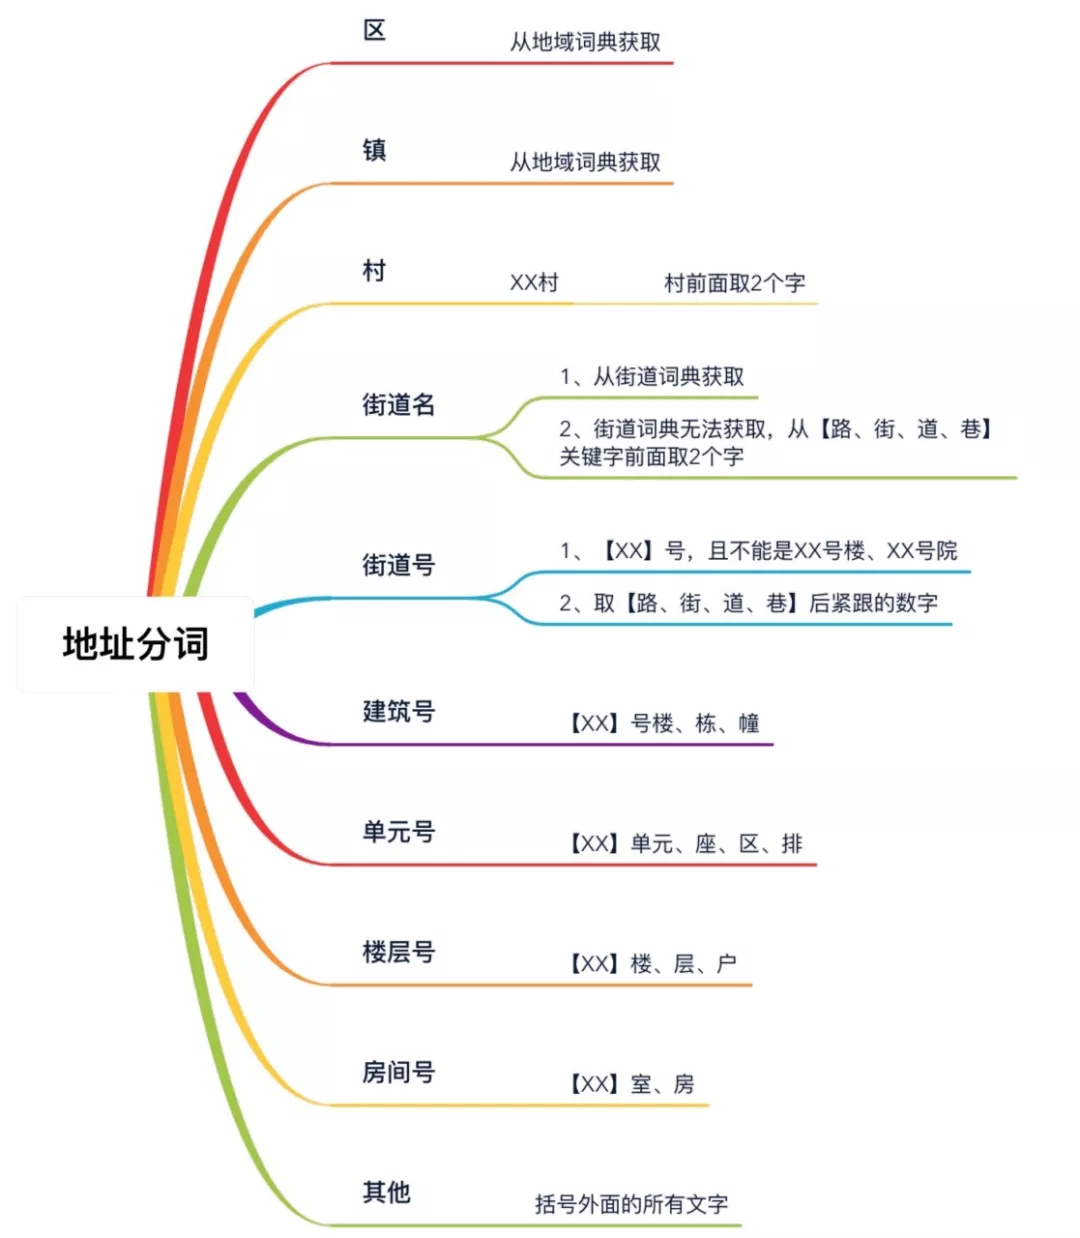 区
从地域词典获取
镇
从地域词典获取
村
XX村
村前面取2个字
街道名
1、从街道词典获取
2、街道词典无法获取，从【路、街、道、巷】
关键字前面取2个字
街道号
1、【XX】号，且不能是XX号楼、XX号院
2、取【路、街、道、巷】后紧跟的数字
地址分词
建筑号
【XX】号楼、栋、幢
单元号
【XX】单元、座、区、排
楼层号
【XX】楼、层、户
房间号
【XX】室、房
其他
括号外面的所有文字